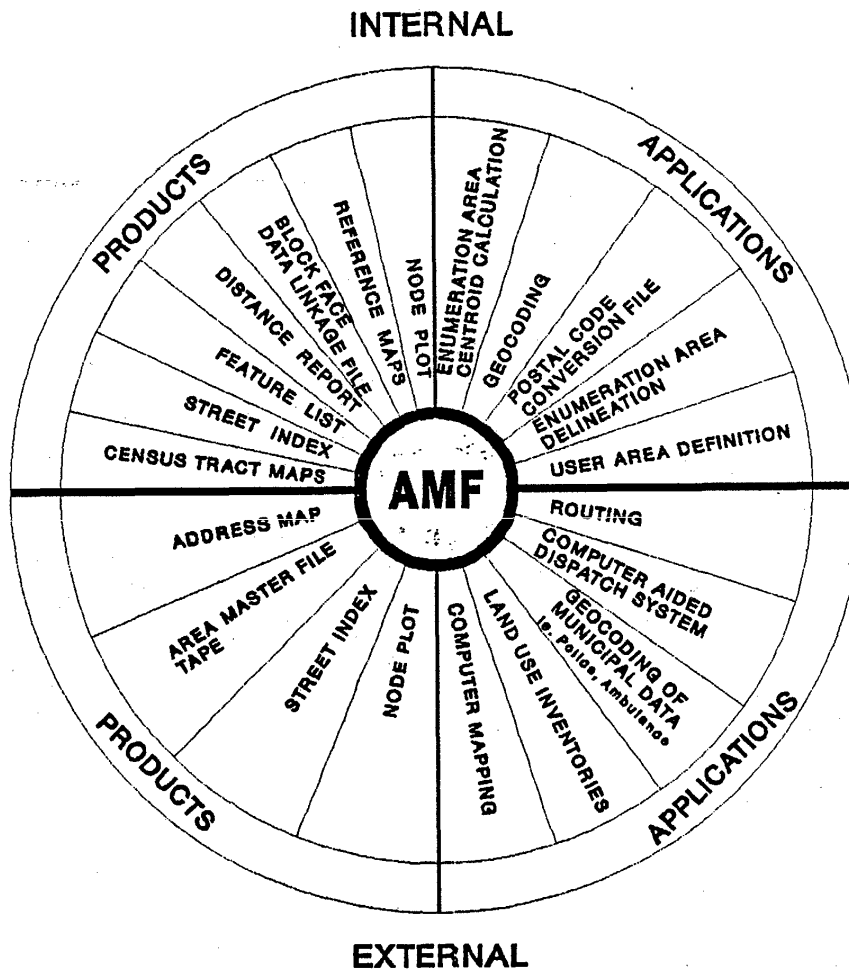 INTERNAL
PRODUCTS
APPLICATIONS
CENSUS TRACT MAPS
STREET INDEX
FEATURE LIST
DISTANCE REPORT
BLOCK FACE
DATA LINKAGE FILE
REFERENCE MAPS
NODE PLOT
ENUMERATION AREA
CENTROID CALCULATION
GEOCODING
POSTAL CODE
CONVERSION FILE
ENUMERATION AREA
DELINEATION
USER AREA DEFINITION
AMF
ROUTING
COMPUTER AIDED
DISPATCH SYSTEM
GEOCODING OF
MUNICIPAL DATA
ie. Police, Ambulance
LAND USE INVENTORIES
COMPUTER MAPPING
NODE PLOT
STREET INDEX
AREA MASTER FILE
TAPE
ADDRESS MAP
PRODUCTS
APPLICATIONS
EXTERNAL